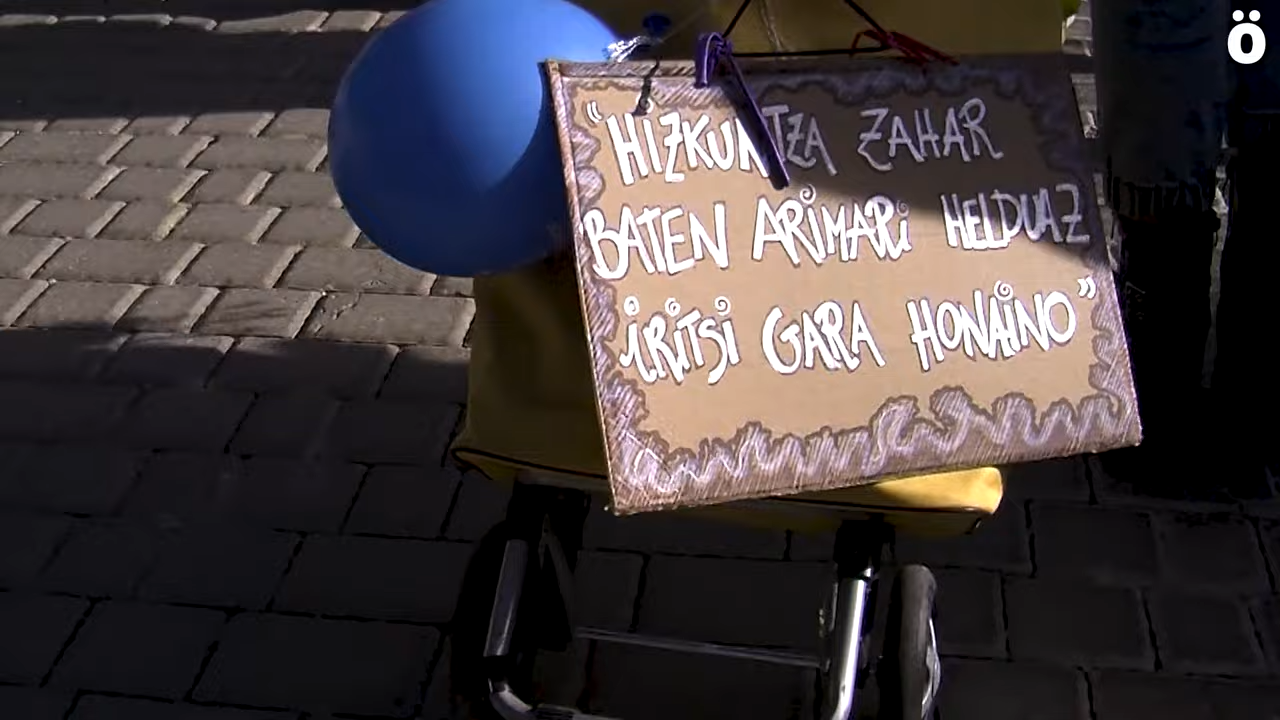 ö
"HIZKUNTZA ZAHAR
BATEN ARIMARI HELDUAZ
IRITSI GARA HONAINO"